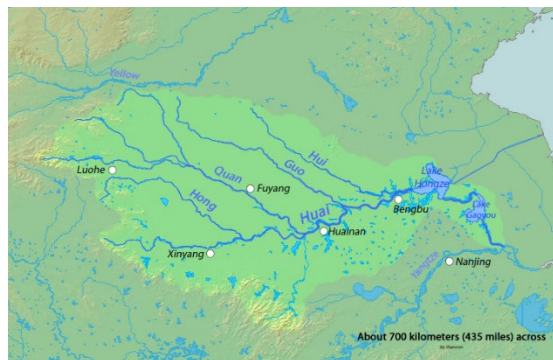 Yellow
Hui
Guo
Luohe
Quan
Fuyang
Hong
Lake
Hongze
Huai
Bengbu
Lake
Gaoyou
Huainan
Xinyang
Yangtze
Nanjing
About 700 kilometers (435 miles) across